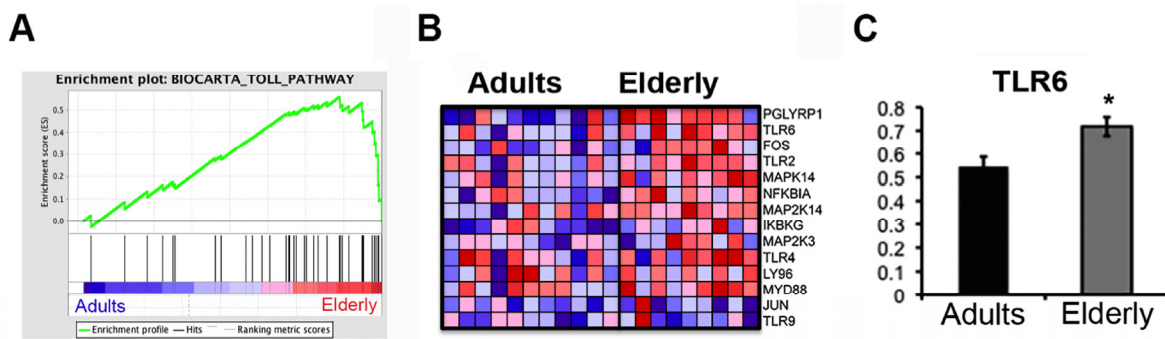 A
Enrichment plot: BIOCARTA_TOLL_PATHWAY
Enrichment score (ES)
0.5
0.4
0.3
0.2
0.1
0.0
Adults
Elderly
Enrichment profile
Hits
Ranking metric scores
B
Adults
Elderly
PGLYRP1
TLR6
FOS
TLR2
MAPK14
NFKBIA
MAP2K14
IKBKG
MAP2K3
TLR4
LY96
MYD88
JUN
TLR9
C
TLR6
*
0.8
0.7
0.6
0.5
0.4
0.3
0.2
0.1
0
Adults
Elderly